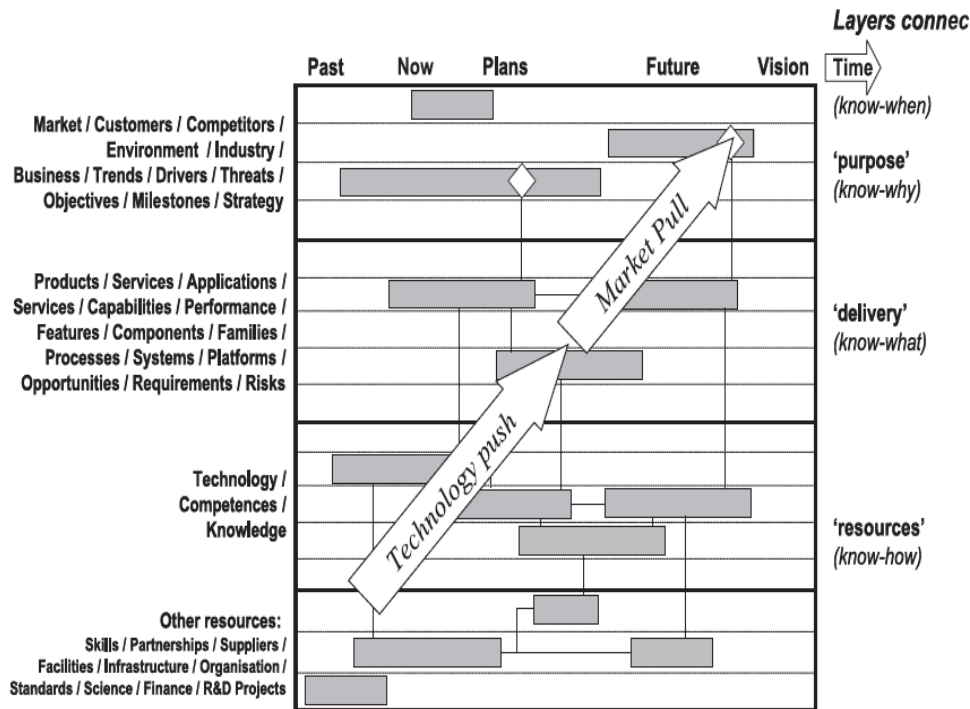 Layers connec
Past Now Plans Future Vision Time
(know-when)
Market / Customers / Competitors /
Environment / Industry /
Business / Trends / Drivers / Threats /
Objectives / Milestones / Strategy
'purpose'
(know-why)
Market Pull
Products / Services / Applications /
Services / Capabilities / Performance /
Features / Components / Families /
Processes / Systems / Platforms /
Opportunities / Requirements / Risks
'delivery'
(know-what)
Technology push
Technology /
Competences /
Knowledge
'resources'
(know-how)
Other resources:
Skills / Partnerships / Suppliers /
Facilities / Infrastructure / Organisation /
Standards / Science / Finance / R&D Projects